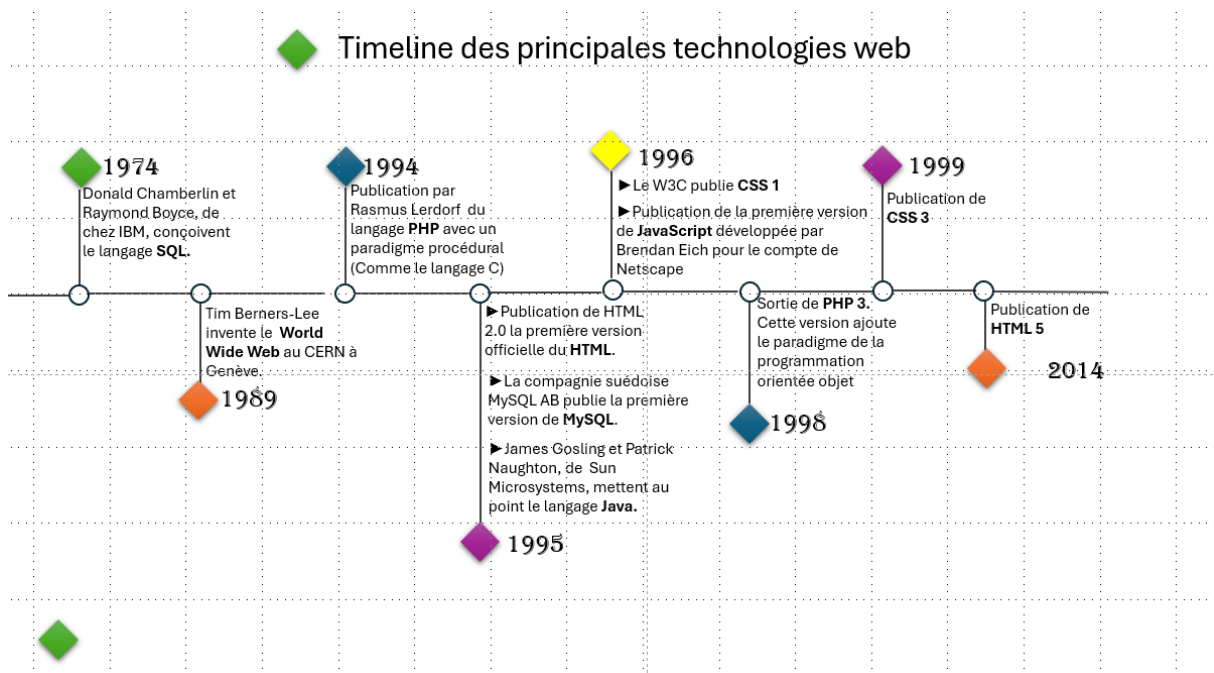 Timeline des principales technologies web
1974
Donald Chamberlin et
Raymond Boyce, de
chez IBM, conçoivent
le langage SQL.
Tim Berners-Lee
invente le World
Wide Web au CERN à
Genève.
1989
1994
Publication par
Rasmus Lerdorf du
langage PHP avec un
paradigme procédural
(Comme le langage C)
►Publication de HTML
2.0 la première version
officielle du HTML.
►La compagnie suédoise
MySQL AB publie la première
version de MySQL.
►James Gosling et Patrick
Naughton, de Sun
Microsystems, mettent au
point le langage Java.
1995
1996
►Le W3C publie CSS 1
►Publication de la première version
de JavaScript développée par
Brendan Eich pour le compte de
Netscape
Sortie de PHP 3.
Cette version ajoute
le paradigme de la
programmation
orientée objet
1998
1999
Publication de
CSS 3
Publication de
HTML 5
2014